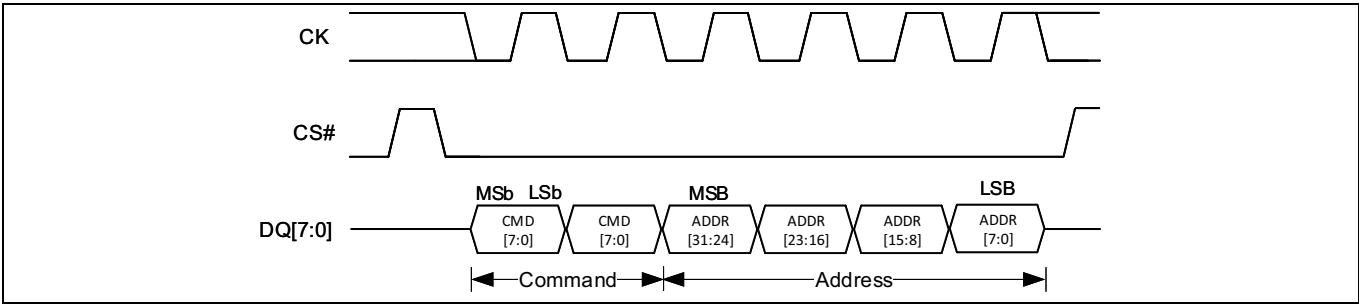 CK
CS#
MSb LSb MSB LSB
DQ[7:0] CMD CMD ADDR ADDR ADDR ADDR
[7:0] [7:0] [31:24] [23:16] [15:8] [7:0]
Command Address